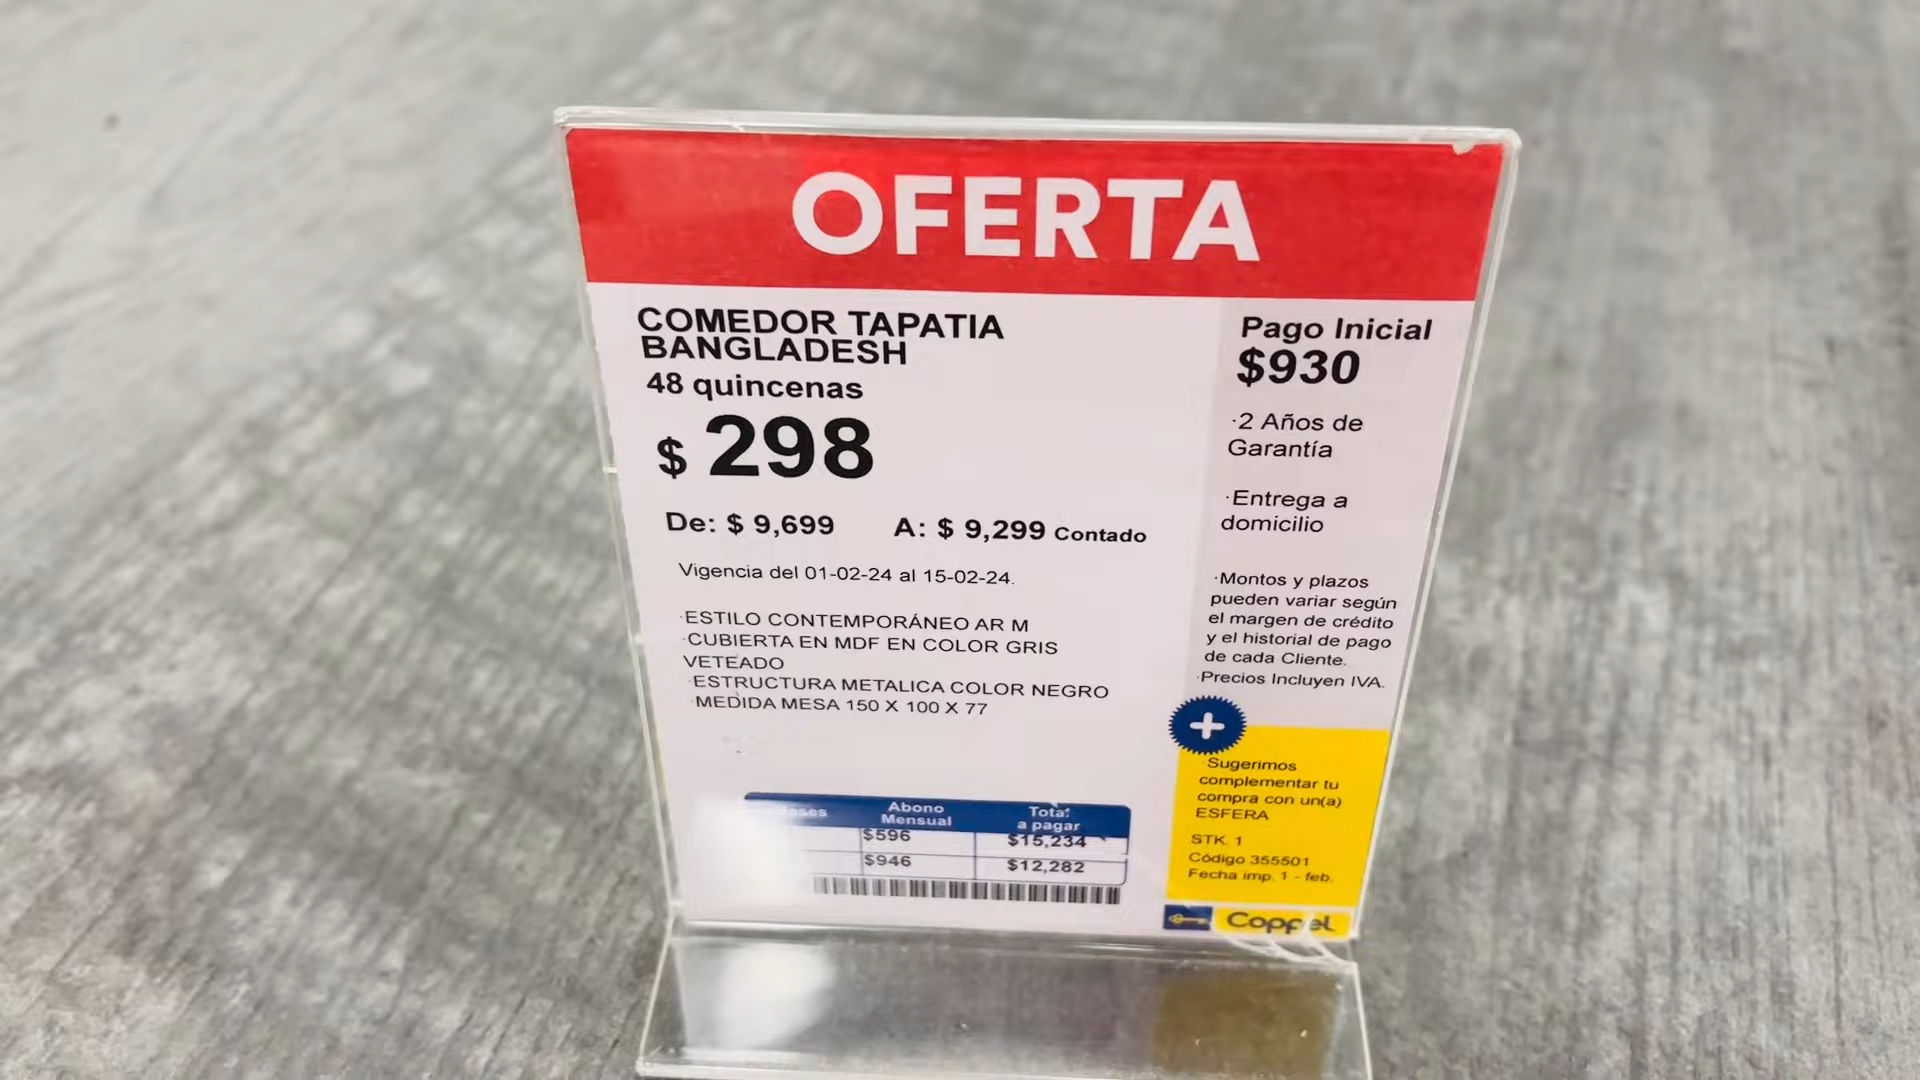 OFERTA
COMEDOR TAPATIA
BANGLADESH
48 quincenas
$ 298
De: $ 9,699 A: $ 9,299 Contado
Vigencia del 01-02-24 al 15-02-24.
·ESTILO CONTEMPORÁNEO AR M
·CUBIERTA EN MDF EN COLOR GRIS
VETEADO
·ESTRUCTURA METALICA COLOR NEGRO
·MEDIDA MESA 150 X 100 X 77
Abono
Mensual
Total
a pagar
$596 $15,234
$946 $12,282
Pago Inicial
$930
·2 Años de
Garantía
·Entrega a
domicilio
·Montos y plazos
pueden variar según
el margen de crédito
y el historial de pago
de cada Cliente.
·Precios Incluyen IVA.
+
·Sugerimos
complementar tu
compra con un(a)
ESFERA
STK. 1
Código 355501
Fecha imp. 1 - feb.
Coppel